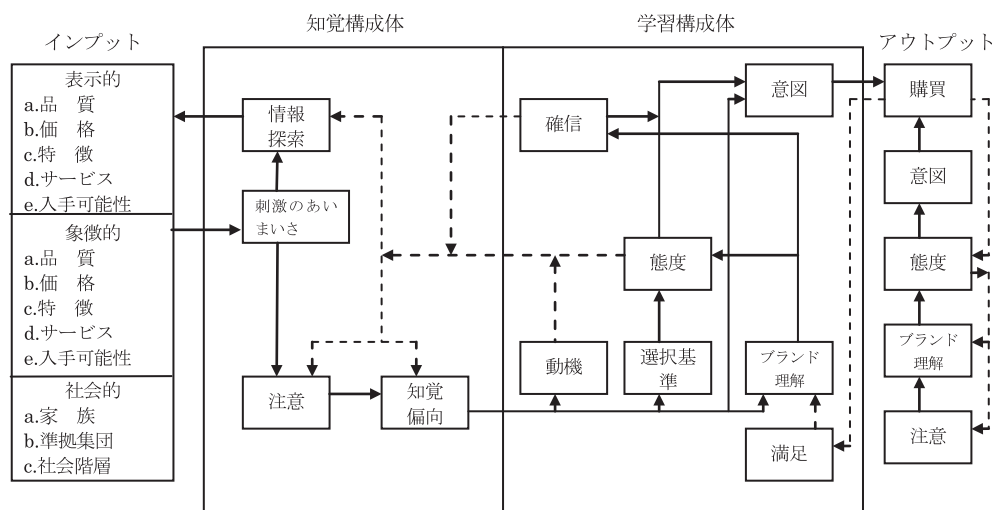 インプット
知覚構成体
学習構成体
アウトプット
表示的
a.品　質
b.価　格
c.特　徴
d.サービス
e.入手可能性
象徴的
a.品　質
b.価　格
c.特　徴
d.サービス
e.入手可能性
社会的
a.家　族
b.準拠集団
c.社会階層
情報
探索
刺激のあい
まいさ
注意
知覚
偏向
確信
意図
態度
動機
選択基
準
ブランド
理解
満足
購買
意図
態度
ブランド
理解
注意